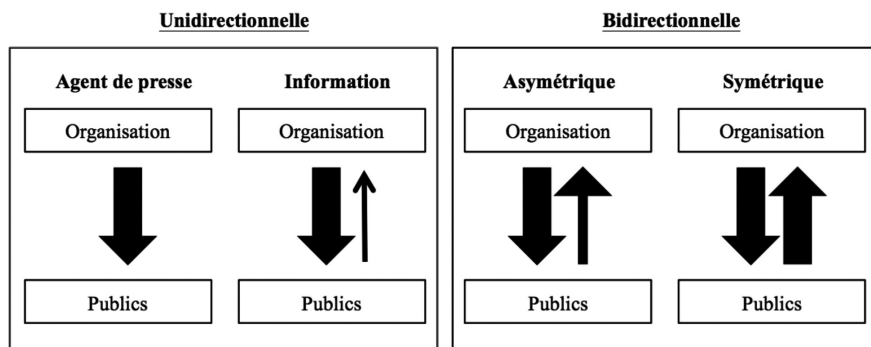 Unidirectionnelle
Bidirectionnelle
Agent de presse
Information
Asymétrique
Symétrique
Organisation
Organisation
Organisation
Organisation
Publics
Publics
Publics
Publics